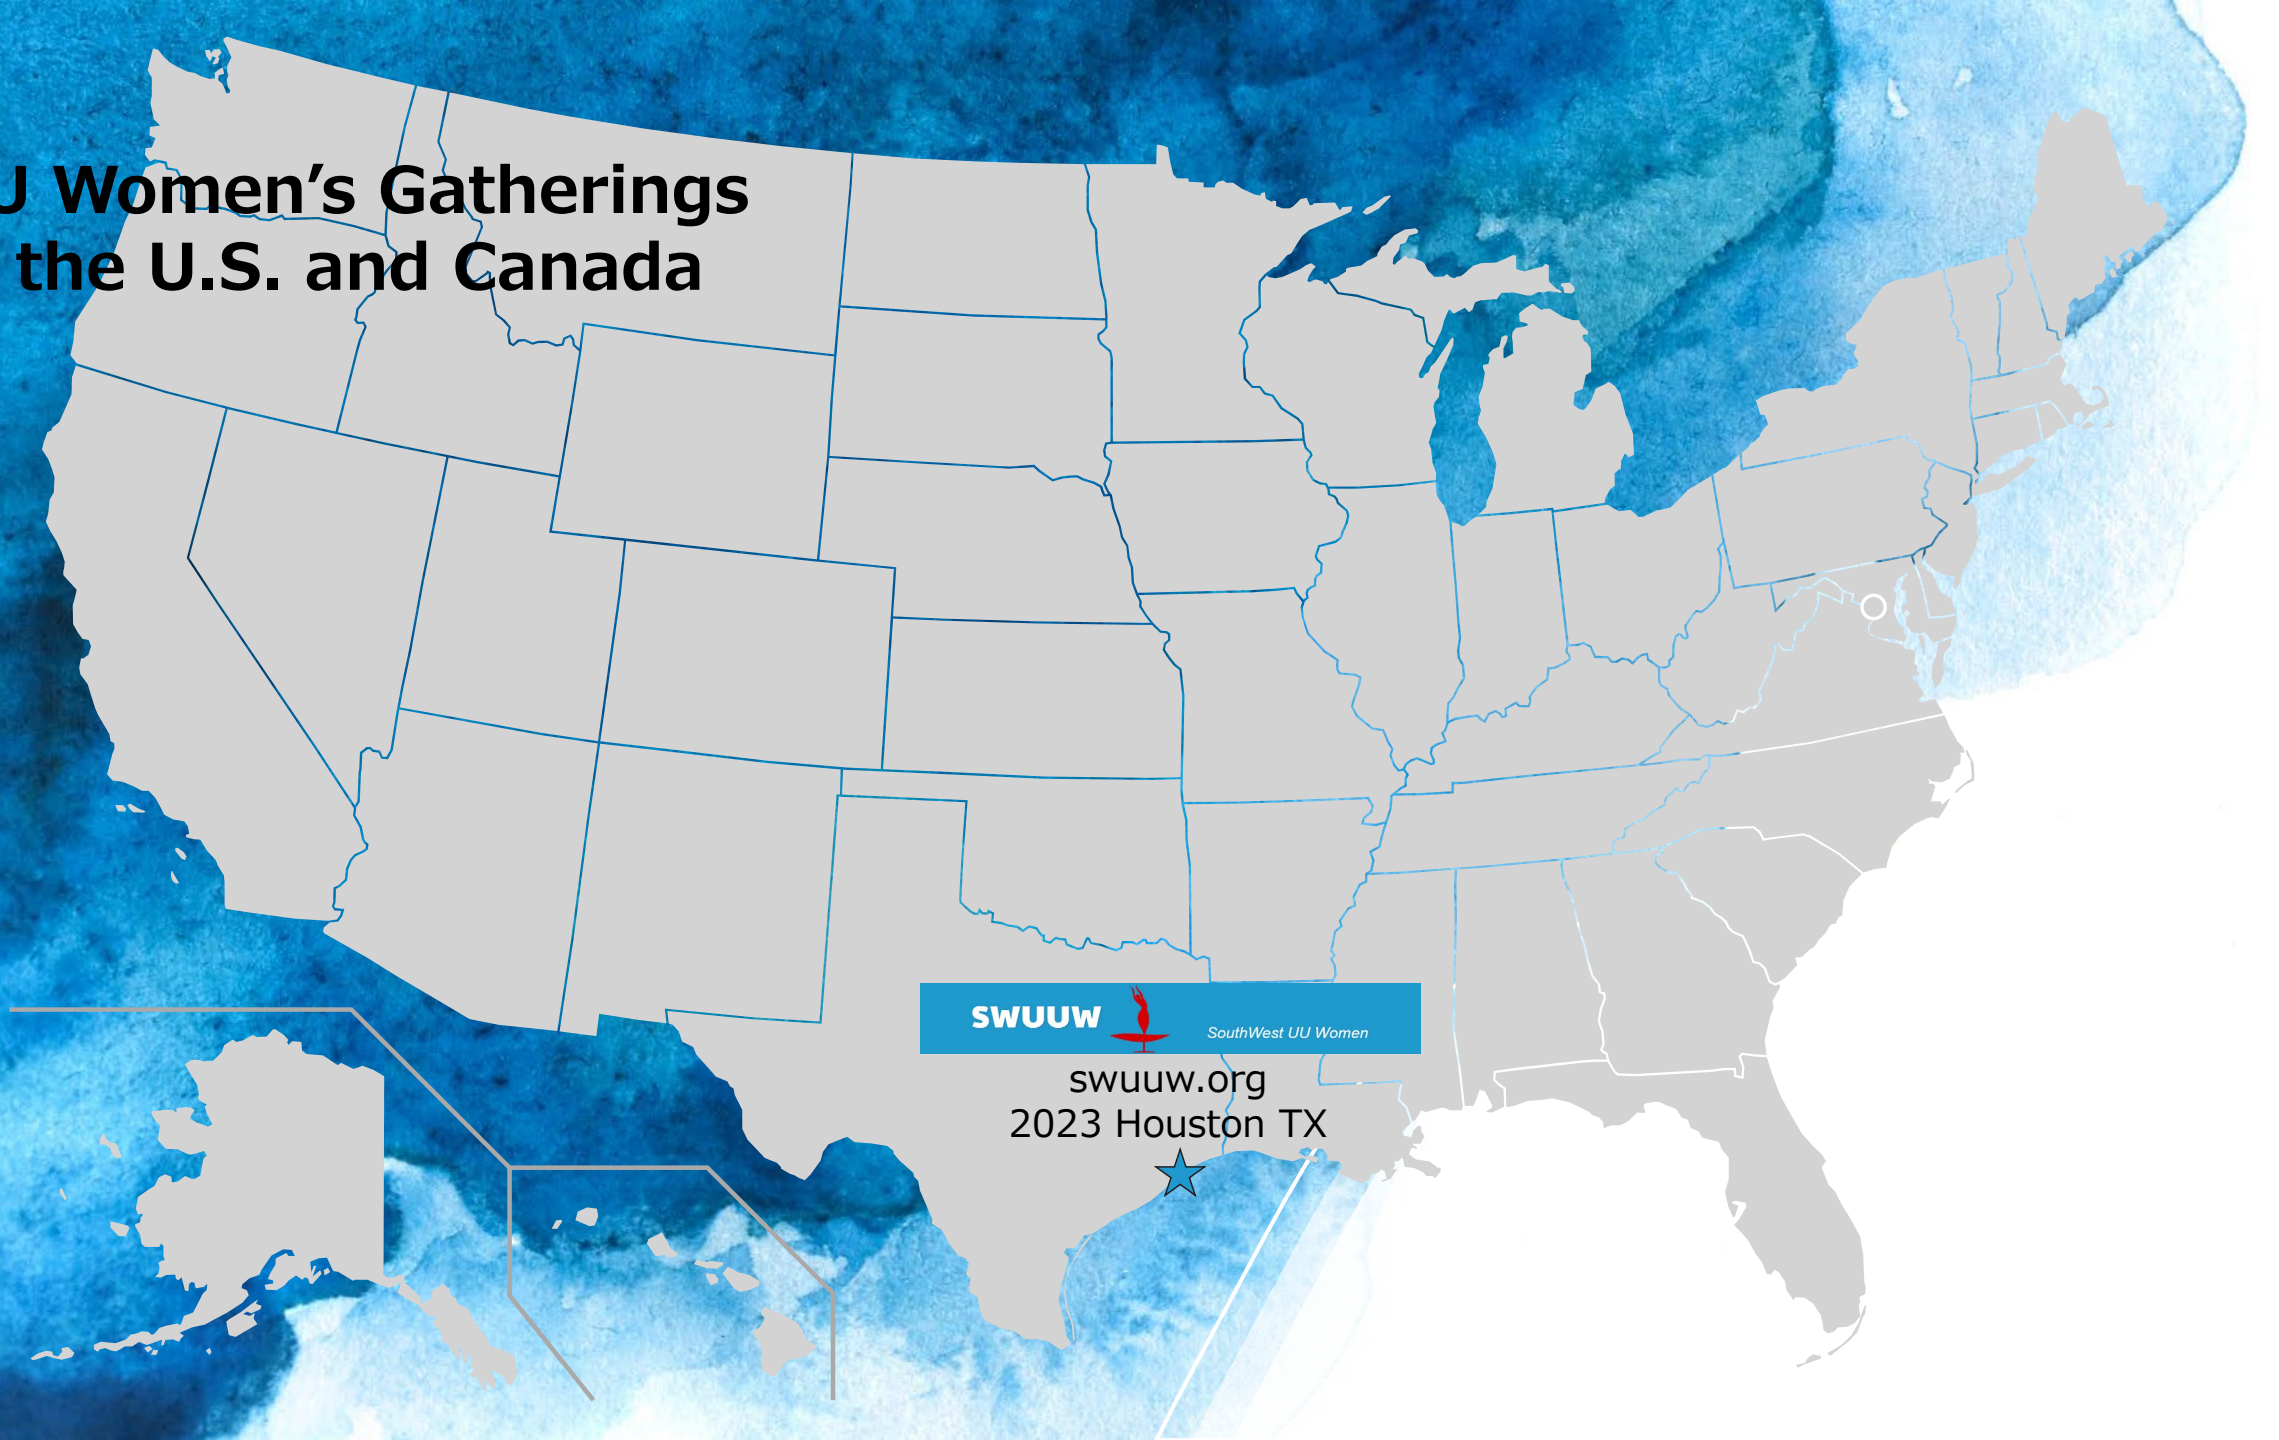 U Women's Gatherings
the U.S. and Canada
SWUUW
SouthWest UU Women
swuuw.org
2023 Houston TX